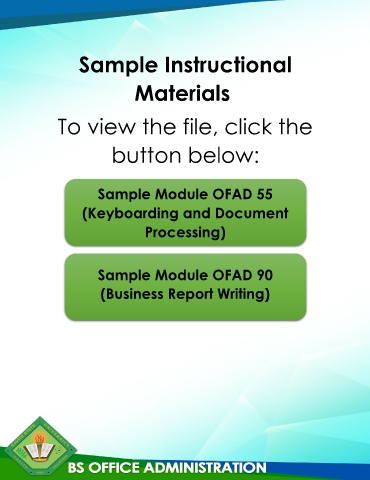 Sample Instructional
Materials
To view the file, click the
button below:
Sample Module OFAD 55
(Keyboarding and Document
Processing)
Sample Module OFAD 90
(Business Report Writing)
BS OFFICE ADMINISTRATION